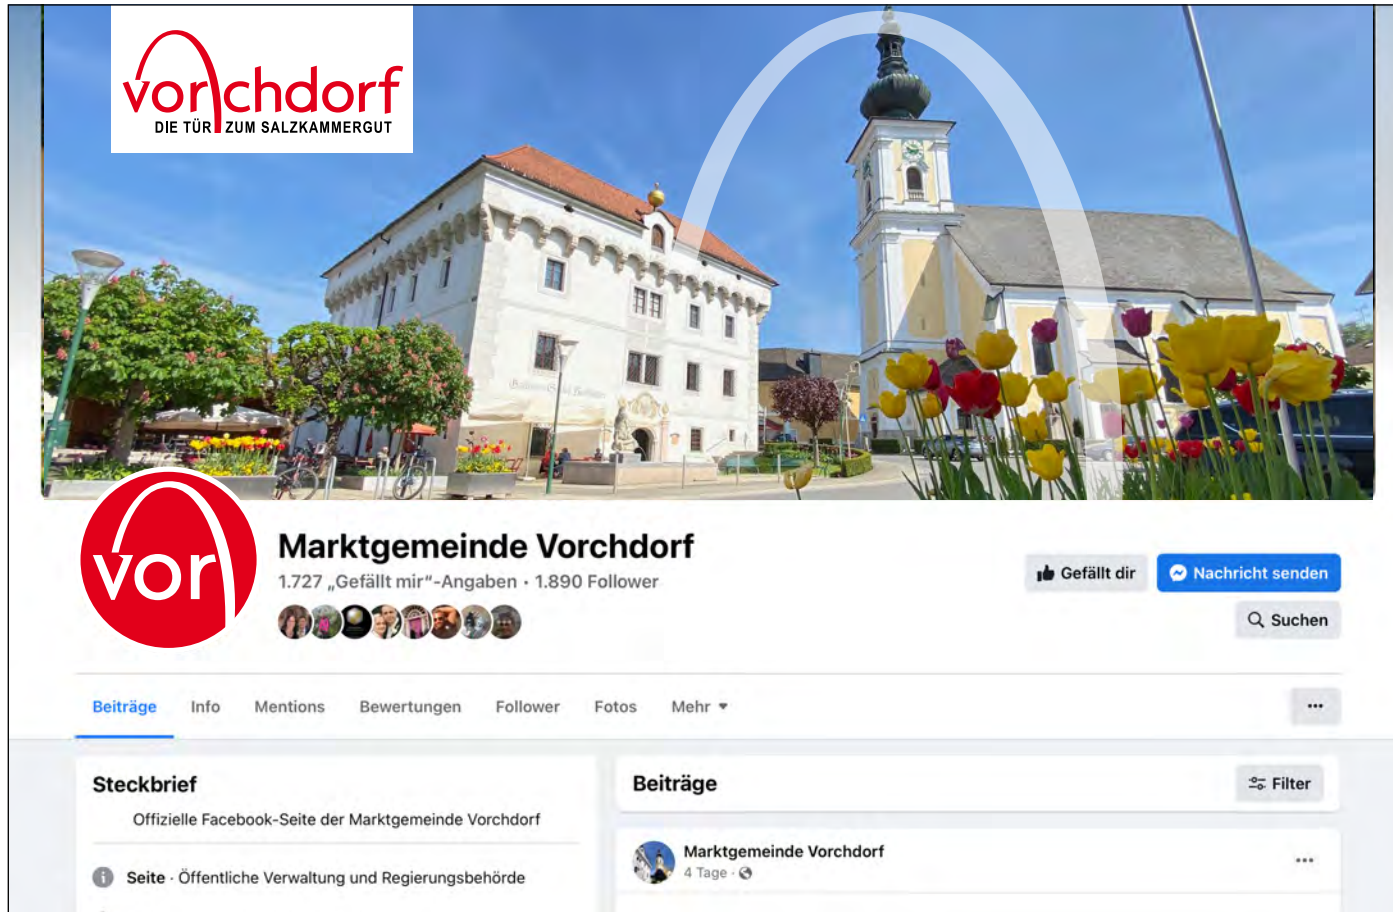 vorchdorf
DIE TÜR ZUM SALZKAMMERGUT
vor
Marktgemeinde Vorchdorf
1.727 „Gefällt mir“-Angaben · 1.890 Follower
Gefällt dir
Nachricht senden
Suchen
Beiträge Info Mentions Bewertungen Follower Fotos Mehr
Steckbrief
Offizielle Facebook-Seite der Marktgemeinde Vorchdorf
Seite · Öffentliche Verwaltung und Regierungsbehörde
Beiträge
Filter
Marktgemeinde Vorchdorf
4 Tage ·